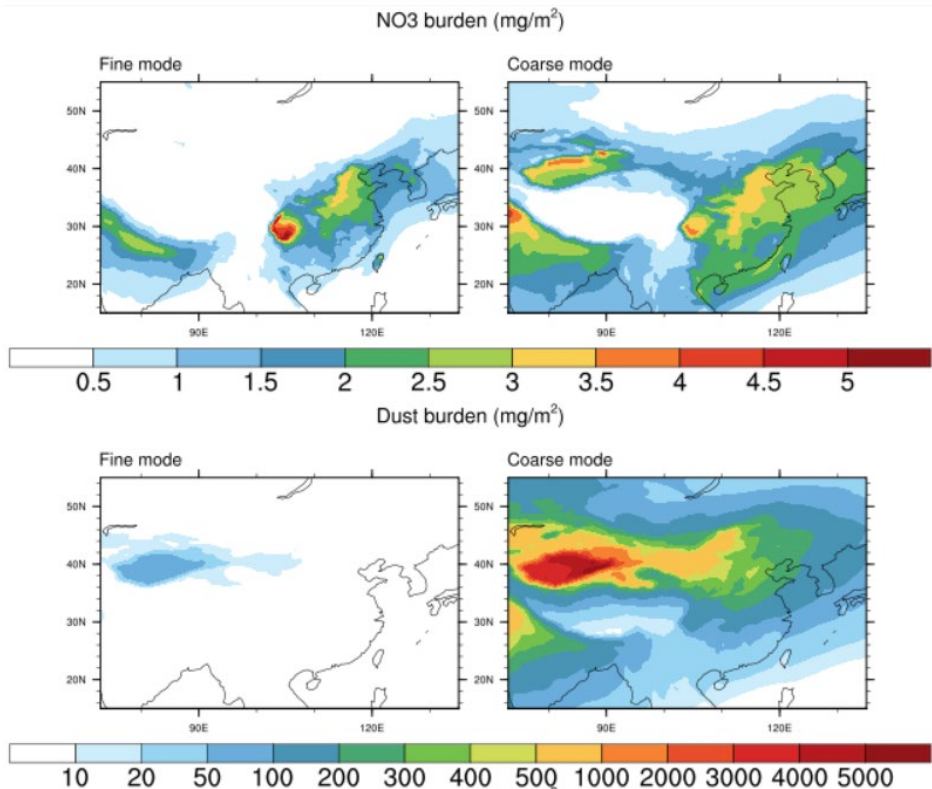 NO3 burden (mg/m²)
Fine mode
Coarse mode
50N
40N
30N
20N
50N
40N
30N
20N
90E
120E
90E
120E
0.5 1 1.5 2 2.5 3 3.5 4 4.5 5
Dust burden (mg/m²)
Fine mode
Coarse mode
50N
40N
30N
20N
50N
40N
30N
20N
90E
120E
90E
120E
10 20 50 100 200 300 400 500 1000 2000 3000 4000 5000